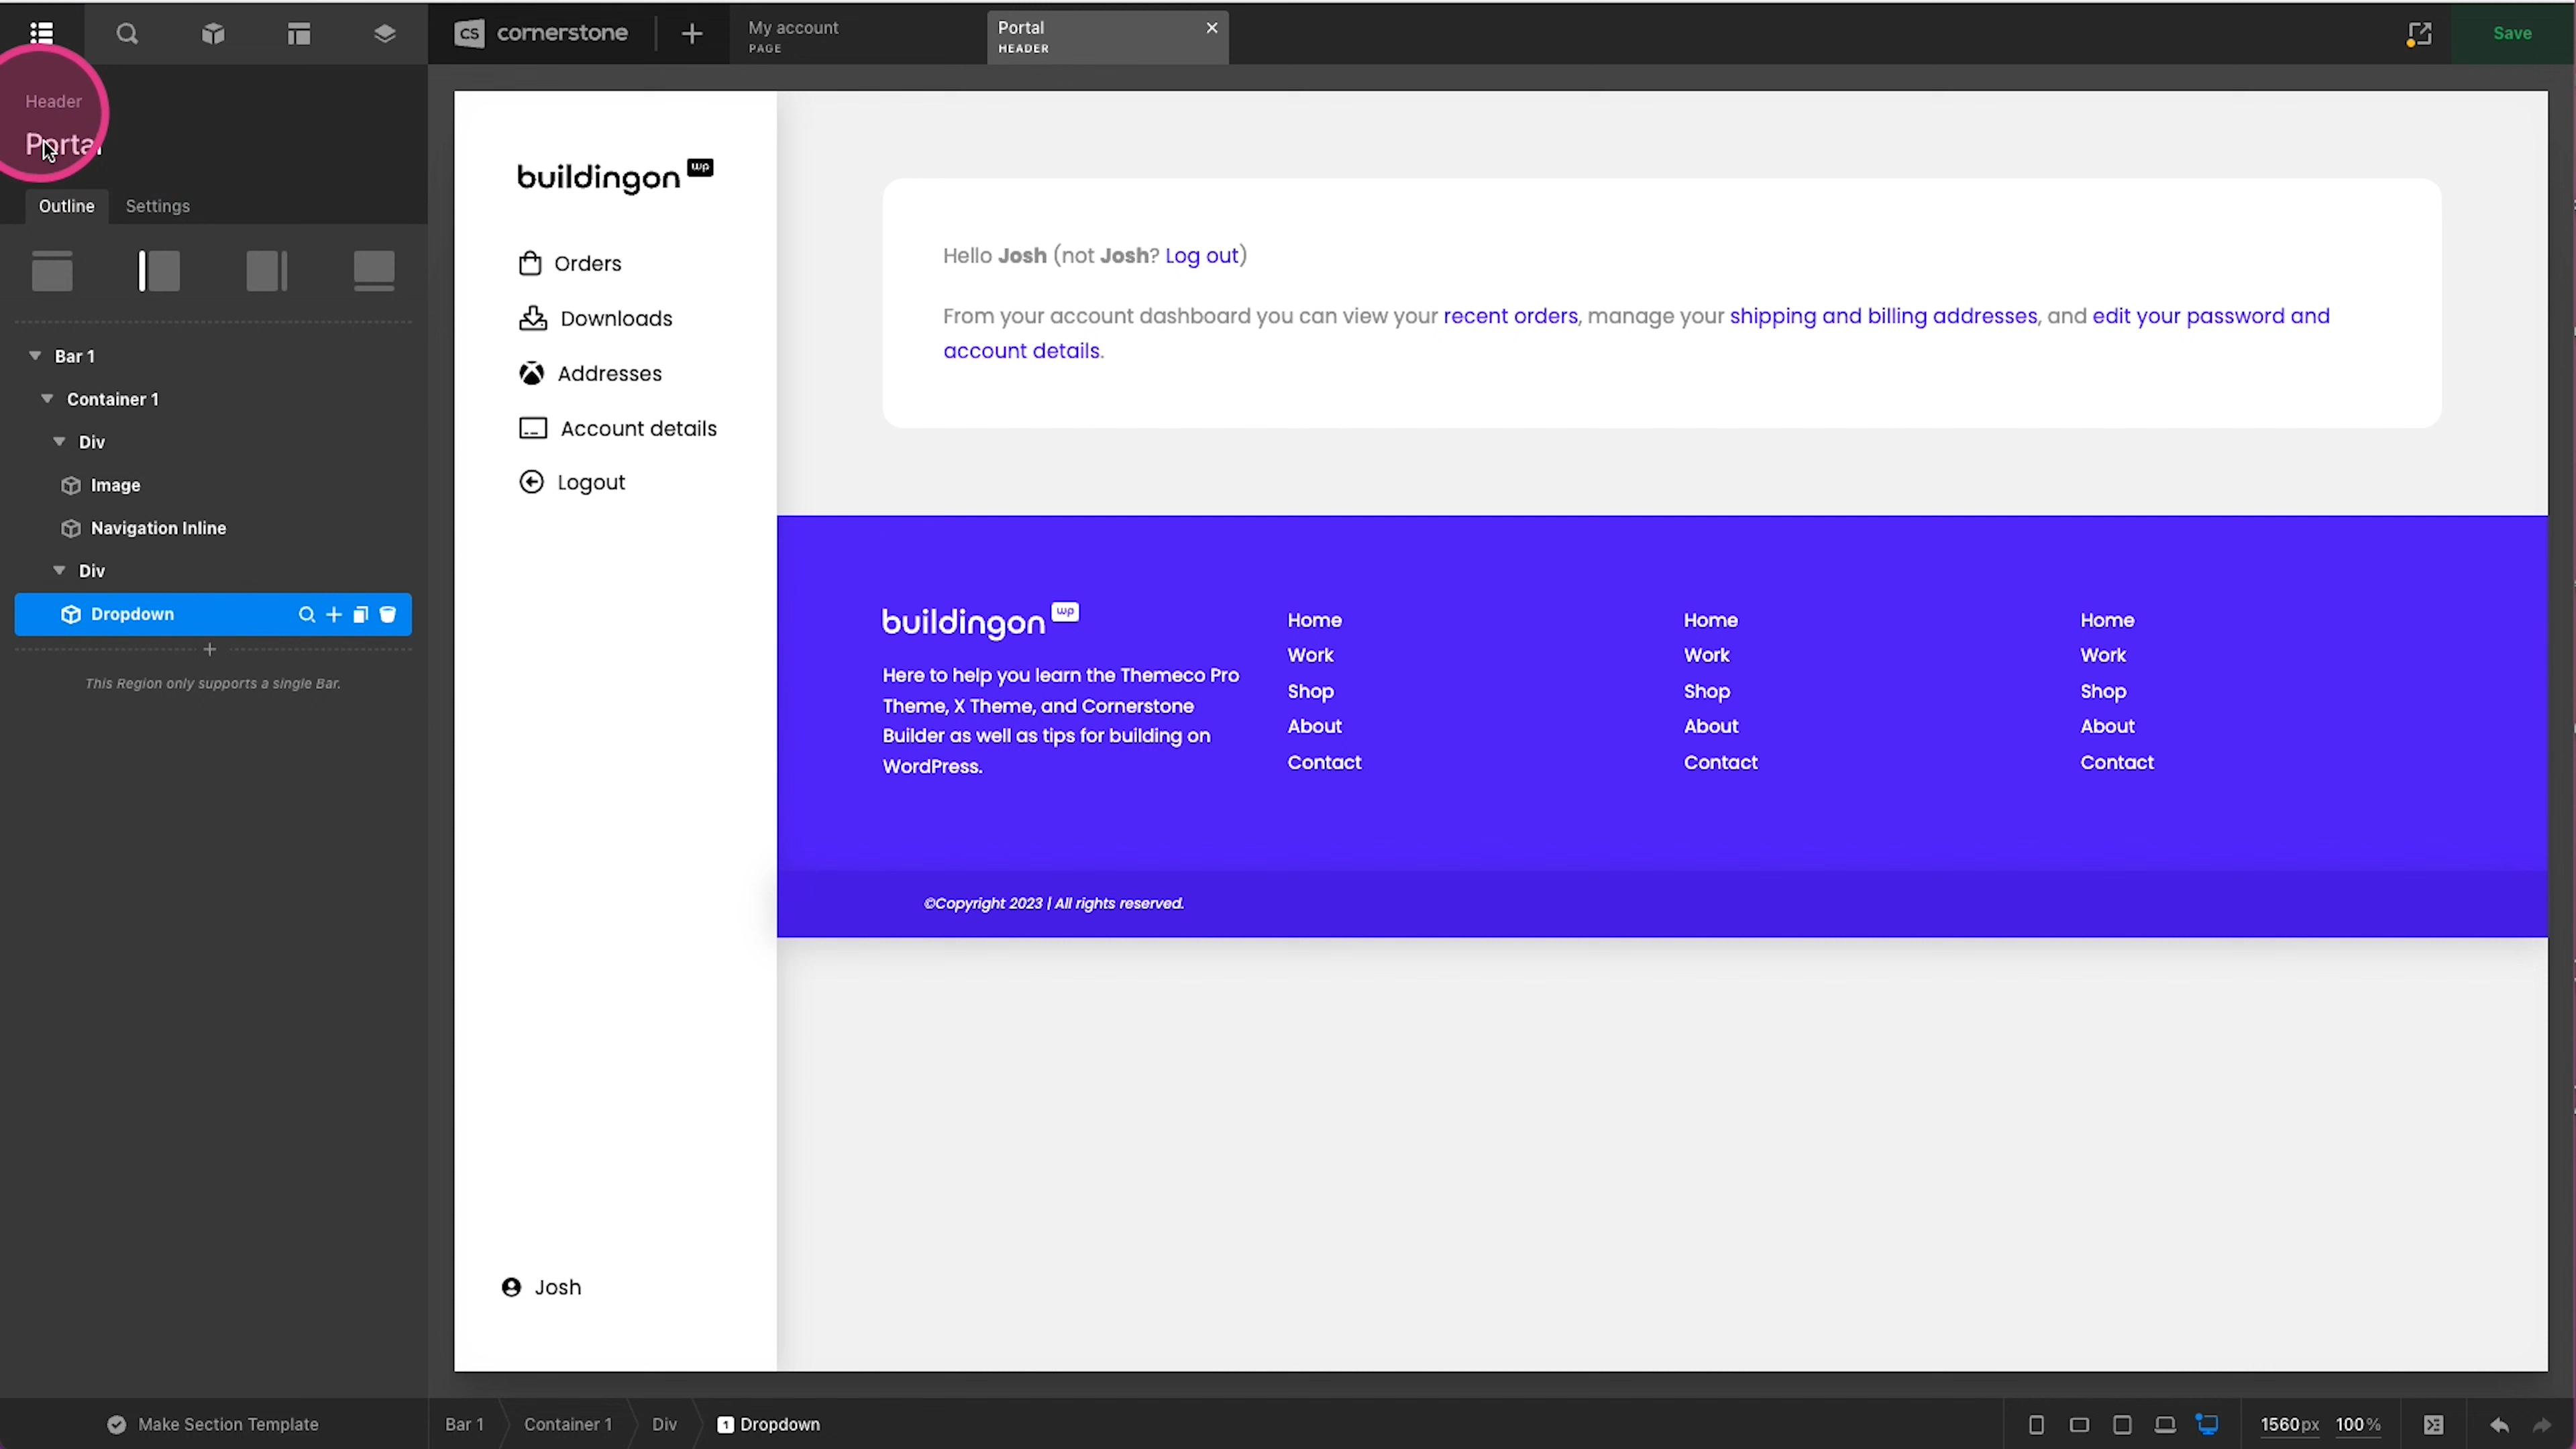 CS cornerstone
My account
PAGE
Portal
HEADER
Save
Header
Portal
Outline
Settings
Bar 1
Container 1
Div
Image
Navigation Inline
Div
Dropdown
This Region only supports a single Bar.
buildingon wp
Orders
Downloads
Addresses
Account details
Logout
Josh
Hello Josh (not Josh? Log out)
From your account dashboard you can view your recent orders, manage your shipping and billing addresses, and edit your password and
account details.
buildingon wp
Here to help you learn the Themeco Pro
Theme, X Theme, and Cornerstone
Builder as well as tips for building on
WordPress.
Home
Work
Shop
About
Contact
Home
Work
Shop
About
Contact
Home
Work
Shop
About
Contact
©Copyright 2023 | All rights reserved.
Make Section Template
Bar 1
Container 1
Div
1 Dropdown
1560px
100%